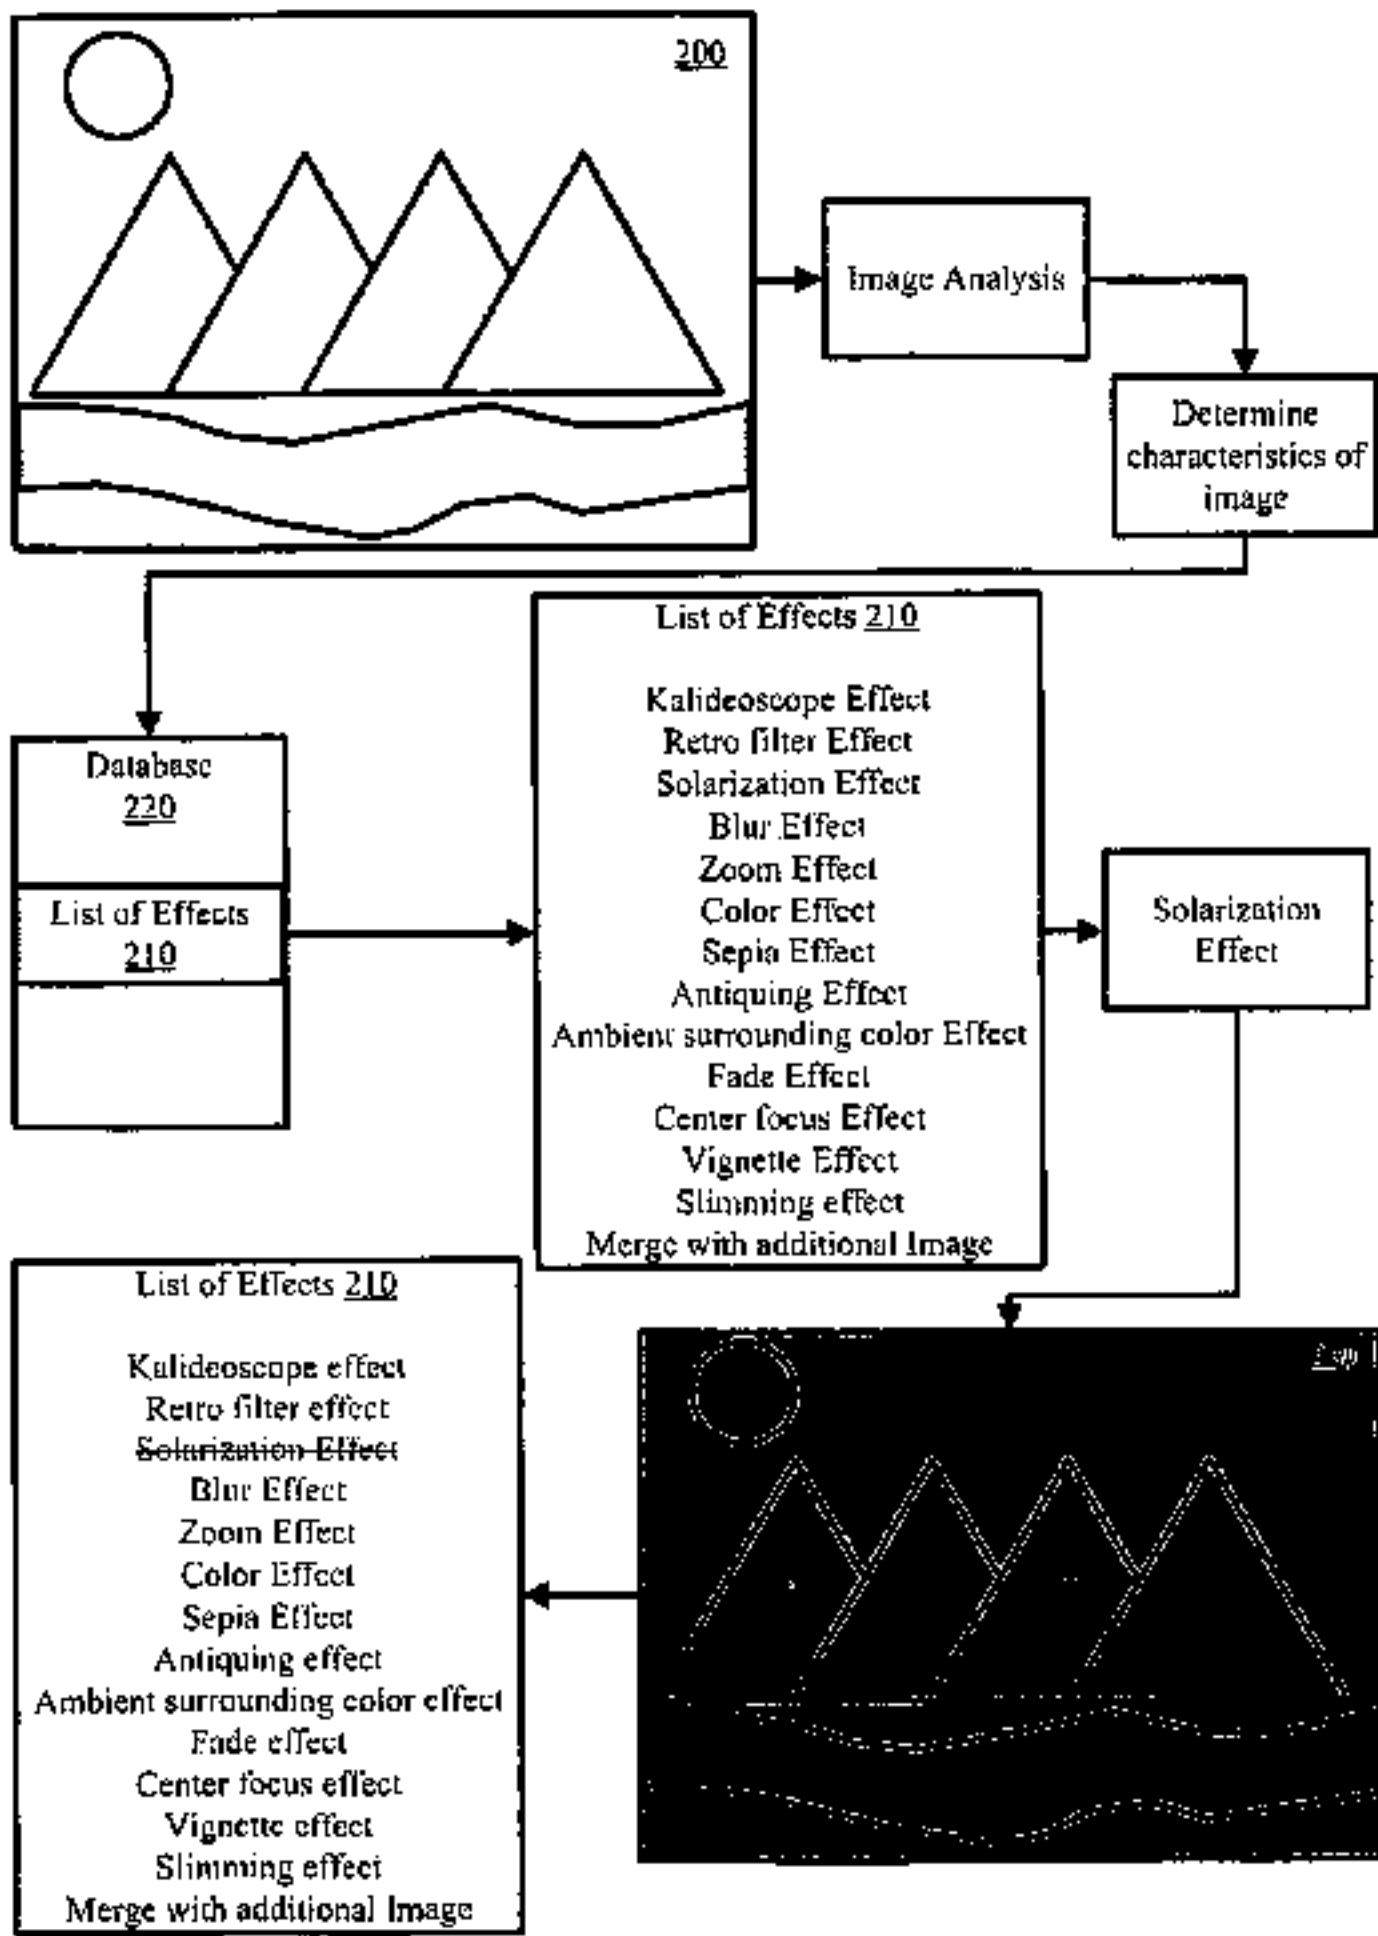 200
Image Analysis
Determine
characteristics of
image
List of Effects 210
Kalideoscope Effect
Retro filter Effect
Solarization Effect
Blur Effect
Zoom Effect
Color Effect
Sepia Effect
Antiquing Effect
Ambient surrounding color Effect
Fade Effect
Center focus Effect
Vignette Effect
Slimming effect
Merge with additional Image
Database
220
List of Effects
210
Solarization
Effect
List of Effects 210
Kalideoscope effect
Retro filter effect
Solarization Effect
Blur Effect
Zoom Effect
Color Effect
Sepia Effect
Antiquing effect
Ambient surrounding color effect
Fade effect
Center focus effect
Vignette effect
Slimming effect
Merge with additional Image